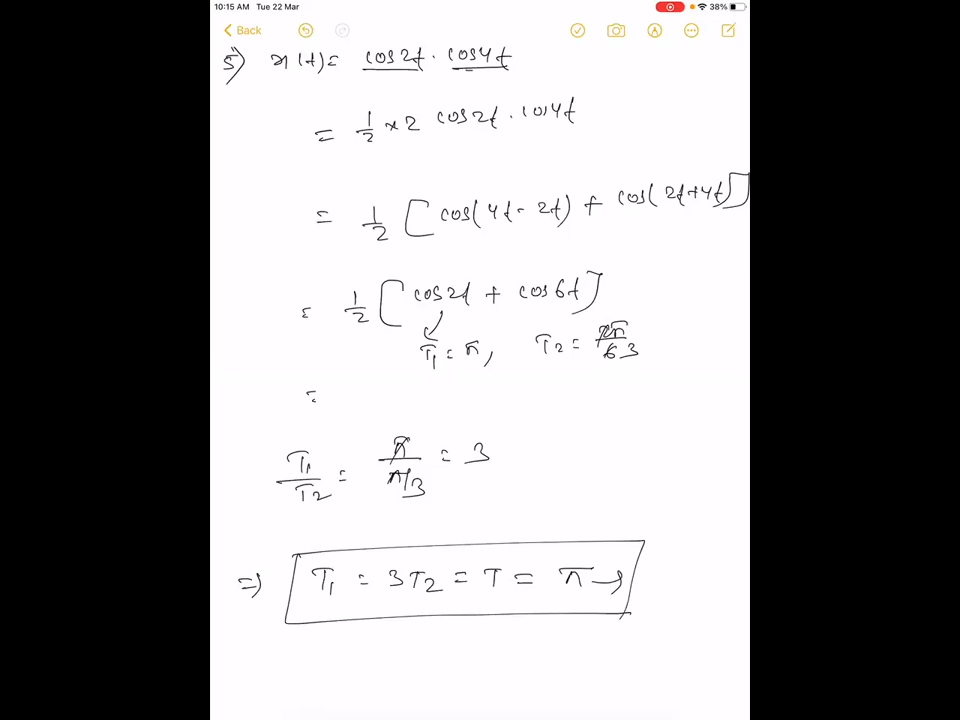 10:15 AM Tue 22 Mar 38%
Back
5) x(t) = cos2t . cos4t
= 1/2 × 2 cos2t . cos4t
= 1/2 [cos(4t - 2t) + cos(2t+4t)]
= 1/2 [cos2t + cos6t]
T1 = π, T2 = 2π/6 3
=
T1/T2 = π/π/3 = 3
=> T1 = 3T2 = T = π